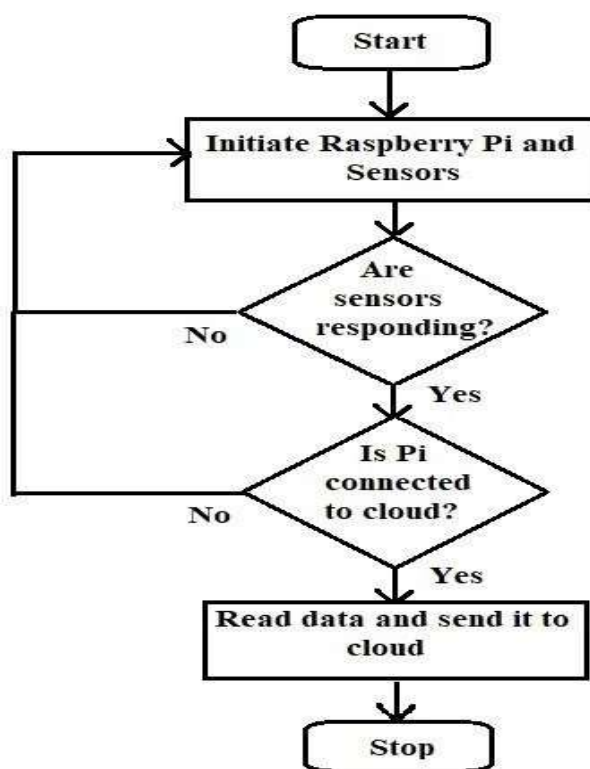 Start
Initiate Raspberry Pi and
Sensors
Are
sensors
responding?
No
Yes
Is Pi
connected
to cloud?
No
Yes
Read data and send it to
cloud
Stop